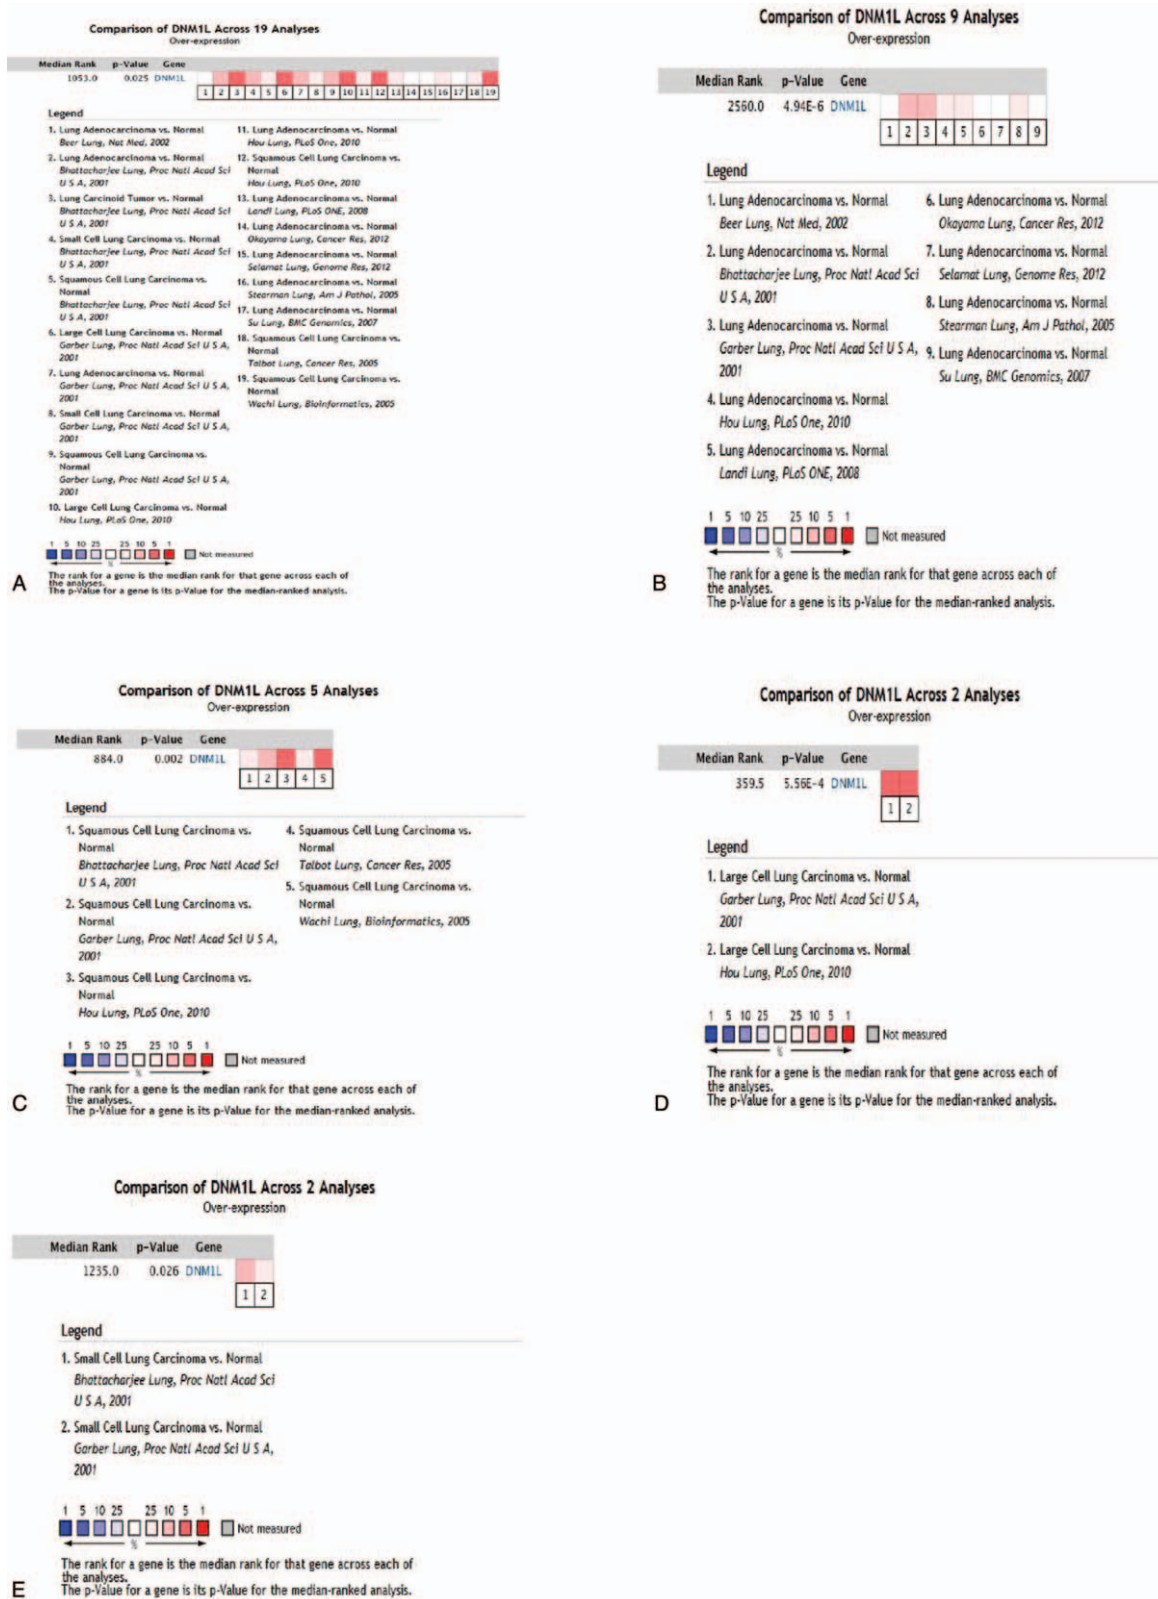 Comparison of DNM1L Across 19 Analyses
Over-expression
Median Rank p-Value Gene
1053.0 0.025 DNM1L
1 2 3 4 5 6 7 8 9 10 11 12 13 14 15 16 17 18 19
Legend
1. Lung Adenocarcinoma vs. Normal
Beer Lung, Nat Med, 2002
2. Lung Adenocarcinoma vs. Normal
Bhattacharjee Lung, Proc Natl Acad Sci
U S A, 2001
3. Lung Carcinoid Tumor vs. Normal
Bhattacharjee Lung, Proc Natl Acad Sci
U S A, 2001
4. Small Cell Lung Carcinoma vs. Normal
Bhattacharjee Lung, Proc Natl Acad Sci
U S A, 2001
5. Squamous Cell Lung Carcinoma vs.
Normal
Bhattacharjee Lung, Proc Natl Acad Sci
U S A, 2001
6. Large Cell Lung Carcinoma vs. Normal
Garber Lung, Proc Natl Acad Sci U S A,
2001
7. Lung Adenocarcinoma vs. Normal
Garber Lung, Proc Natl Acad Sci U S A,
2001
8. Small Cell Lung Carcinoma vs. Normal
Garber Lung, Proc Natl Acad Sci U S A,
2001
9. Squamous Cell Lung Carcinoma vs.
Normal
Garber Lung, Proc Natl Acad Sci U S A,
2001
10. Large Cell Lung Carcinoma vs. Normal
Hou Lung, PLoS One, 2010
11. Lung Adenocarcinoma vs. Normal
Hou Lung, PLoS One, 2010
12. Squamous Cell Lung Carcinoma vs.
Normal
Hou Lung, PLoS One, 2010
13. Lung Adenocarcinoma vs. Normal
Landi Lung, PLoS ONE, 2008
14. Lung Adenocarcinoma vs. Normal
Okayama Lung, Cancer Res, 2012
15. Lung Adenocarcinoma vs. Normal
Selamat Lung, Genome Res, 2012
16. Lung Adenocarcinoma vs. Normal
Stearman Lung, Am J Pathol, 2005
17. Lung Adenocarcinoma vs. Normal
Su Lung, BMC Genomics, 2007
18. Squamous Cell Lung Carcinoma vs.
Normal
Talbot Lung, Cancer Res, 2005
19. Squamous Cell Lung Carcinoma vs.
Normal
Wachi Lung, Bioinformatics, 2005
1 5 10 25 25 10 5 1
Not measured
%
The rank for a gene is the median rank for that gene across each of
the analyses.
The p-Value for a gene is its p-Value for the median-ranked analysis.
A
Comparison of DNM1L Across 9 Analyses
Over-expression
Median Rank p-Value Gene
2560.0 4.94E-6 DNM1L
1 2 3 4 5 6 7 8 9
Legend
1. Lung Adenocarcinoma vs. Normal
Beer Lung, Nat Med, 2002
2. Lung Adenocarcinoma vs. Normal
Bhattacharjee Lung, Proc Natl Acad Sci
U S A, 2001
3. Lung Adenocarcinoma vs. Normal
Garber Lung, Proc Natl Acad Sci U S A,
2001
4. Lung Adenocarcinoma vs. Normal
Hou Lung, PLoS One, 2010
5. Lung Adenocarcinoma vs. Normal
Landi Lung, PLoS ONE, 2008
6. Lung Adenocarcinoma vs. Normal
Okayama Lung, Cancer Res, 2012
7. Lung Adenocarcinoma vs. Normal
Selamat Lung, Genome Res, 2012
8. Lung Adenocarcinoma vs. Normal
Stearman Lung, Am J Pathol, 2005
9. Lung Adenocarcinoma vs. Normal
Su Lung, BMC Genomics, 2007
1 5 10 25 25 10 5 1
Not measured
%
The rank for a gene is the median rank for that gene across each of
the analyses.
The p-Value for a gene is its p-Value for the median-ranked analysis.
B
Comparison of DNM1L Across 5 Analyses
Over-expression
Median Rank p-Value Gene
884.0 0.002 DNM1L
1 2 3 4 5
Legend
1. Squamous Cell Lung Carcinoma vs.
Normal
Bhattacharjee Lung, Proc Natl Acad Sci
U S A, 2001
2. Squamous Cell Lung Carcinoma vs.
Normal
Garber Lung, Proc Natl Acad Sci U S A,
2001
3. Squamous Cell Lung Carcinoma vs.
Normal
Hou Lung, PLoS One, 2010
4. Squamous Cell Lung Carcinoma vs.
Normal
Talbot Lung, Cancer Res, 2005
5. Squamous Cell Lung Carcinoma vs.
Normal
Wachi Lung, Bioinformatics, 2005
1 5 10 25 25 10 5 1
Not measured
%
The rank for a gene is the median rank for that gene across each of
the analyses.
The p-Value for a gene is its p-Value for the median-ranked analysis.
C
Comparison of DNM1L Across 2 Analyses
Over-expression
Median Rank p-Value Gene
359.5 5.56E-4 DNM1L
1 2
Legend
1. Large Cell Lung Carcinoma vs. Normal
Garber Lung, Proc Natl Acad Sci U S A,
2001
2. Large Cell Lung Carcinoma vs. Normal
Hou Lung, PLoS One, 2010
1 5 10 25 25 10 5 1
Not measured
%
The rank for a gene is the median rank for that gene across each of
the analyses.
The p-Value for a gene is its p-Value for the median-ranked analysis.
D
Comparison of DNM1L Across 2 Analyses
Over-expression
Median Rank p-Value Gene
1235.0 0.026 DNM1L
1 2
Legend
1. Small Cell Lung Carcinoma vs. Normal
Bhattacharjee Lung, Proc Natl Acad Sci
U S A, 2001
2. Small Cell Lung Carcinoma vs. Normal
Garber Lung, Proc Natl Acad Sci U S A,
2001
1 5 10 25 25 10 5 1
Not measured
%
The rank for a gene is the median rank for that gene across each of
the analyses.
The p-Value for a gene is its p-Value for the median-ranked analysis.
E